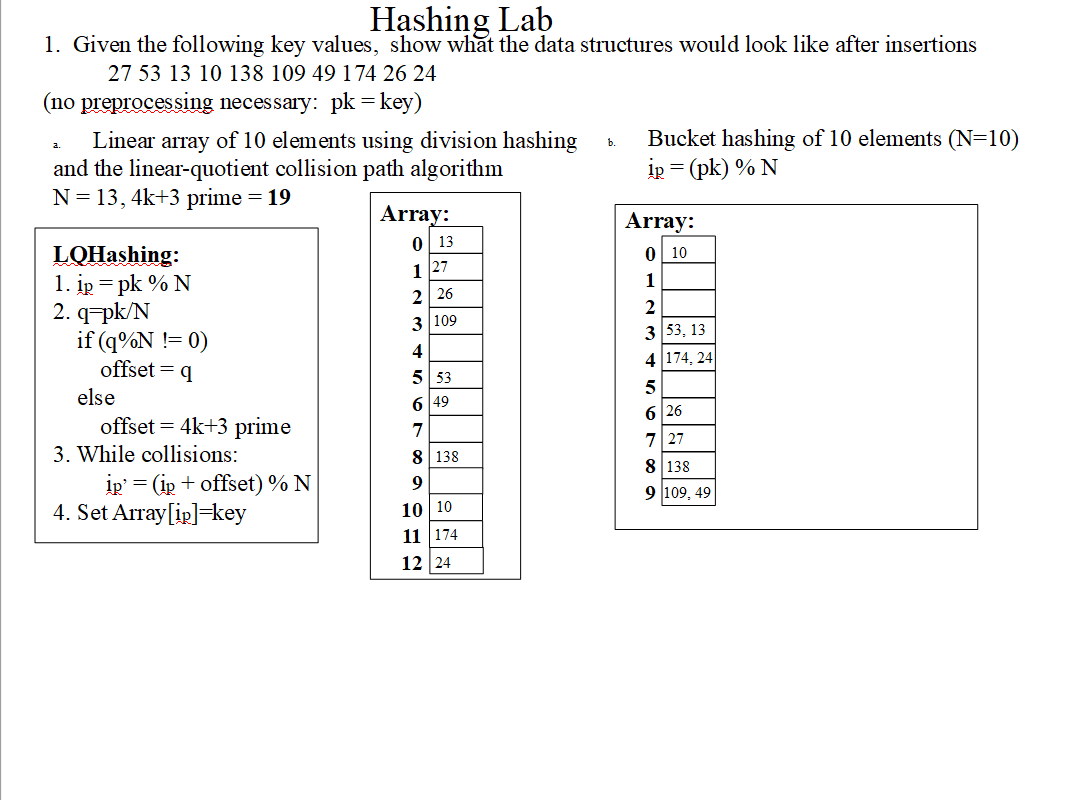 Hashing Lab
1. Given the following key values, show what the data structures would look like after insertions
27 53 13 10 138 109 49 174 26 24
(no preprocessing necessary: pk = key)
a. Linear array of 10 elements using division hashing
and the linear-quotient collision path algorithm
N = 13, 4k+3 prime = 19
LQHashing:
1. ip = pk % N
2. q=pk/N
if (q%N != 0)
offset = q
else
offset = 4k+3 prime
3. While collisions:
ip' = (ip + offset) % N
4. Set Array[ip]=key
Array:
0 13
1 27
2 26
3 109
4
5 53
6 49
7
8 138
9
10 10
11 174
12 24
b. Bucket hashing of 10 elements (N=10)
ip = (pk) % N
Array:
0 10
1
2
3 53, 13
4 174, 24
5
6 26
7 27
8 138
9 109, 49